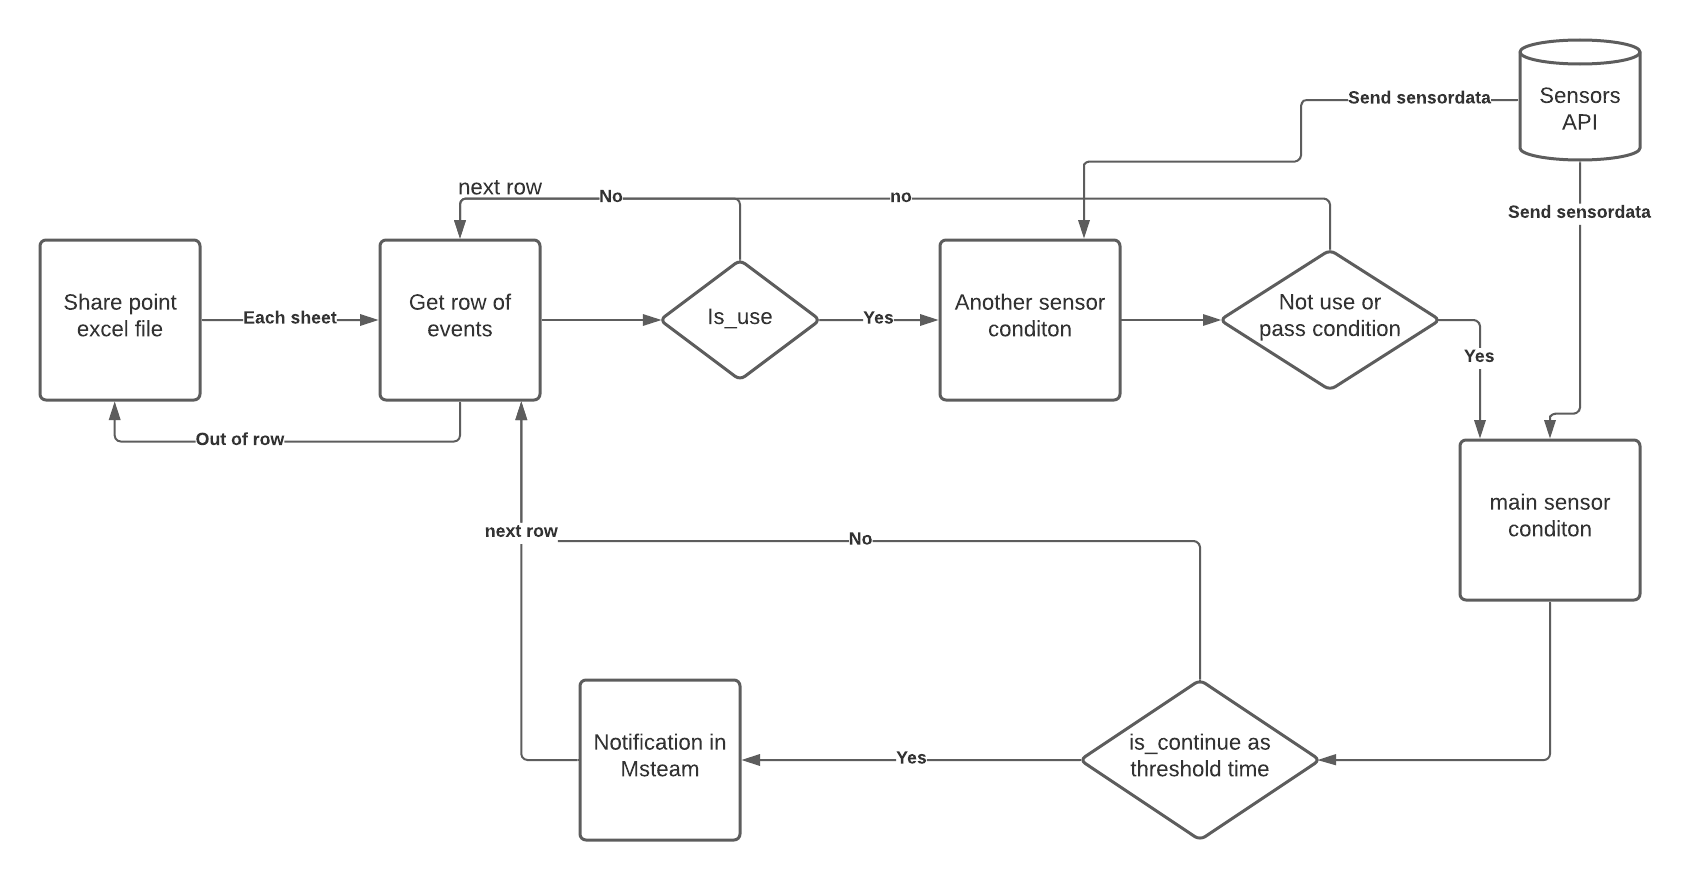 Sensors
API
Send sensordata
Send sensordata
next row
No
no
Share point
excel file
Each sheet
Get row of
events
Is_use
Yes
Another sensor
conditon
Not use or
pass condition
Yes
Out of row
main sensor
conditon
next row
No
Notification in
Msteam
Yes
is_continue as
threshold time